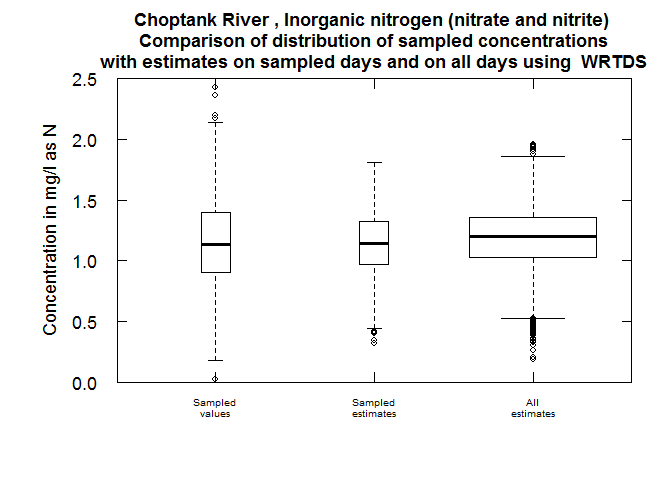 Choptank River , Inorganic nitrogen (nitrate and nitrite)
Comparison of distribution of sampled concentrations
with estimates on sampled days and on all days using WRTDS
Concentration in mg/l as N
2.5
2.0
1.5
1.0
0.5
0.0
Sampled
values
Sampled
estimates
All
estimates